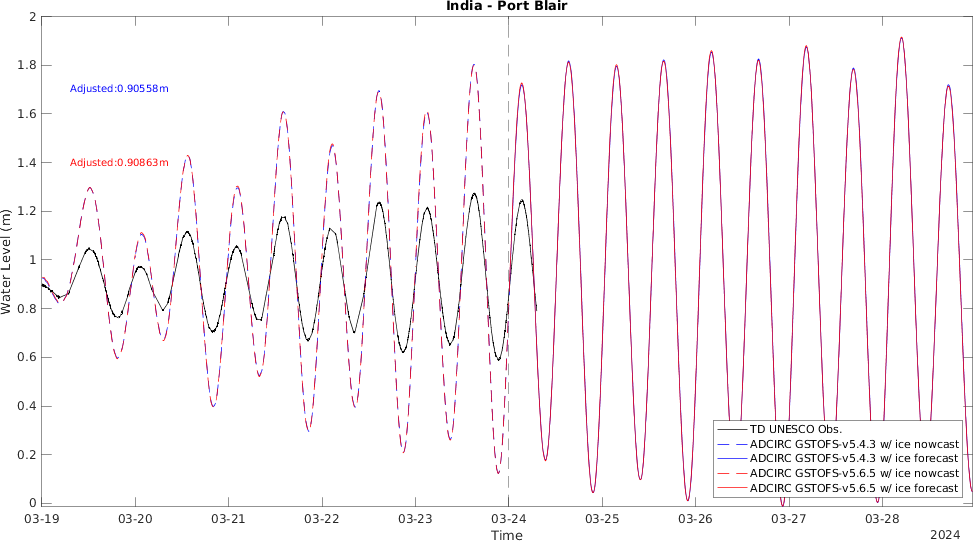 India - Port Blair
2
1.8
1.6
1.4
1.2
1
0.8
0.6
0.4
0.2
0
Water Level (m)
Adjusted:0.90558m
Adjusted:0.90863m
TD UNESCO Obs.
ADCIRC GSTOFS-v5.4.3 w/ ice nowcast
ADCIRC GSTOFS-v5.4.3 w/ ice forecast
ADCIRC GSTOFS-v5.6.5 w/ ice nowcast
ADCIRC GSTOFS-v5.6.5 w/ ice forecast
03-19 03-20 03-21 03-22 03-23 03-24 03-25 03-26 03-27 03-28
Time
2024